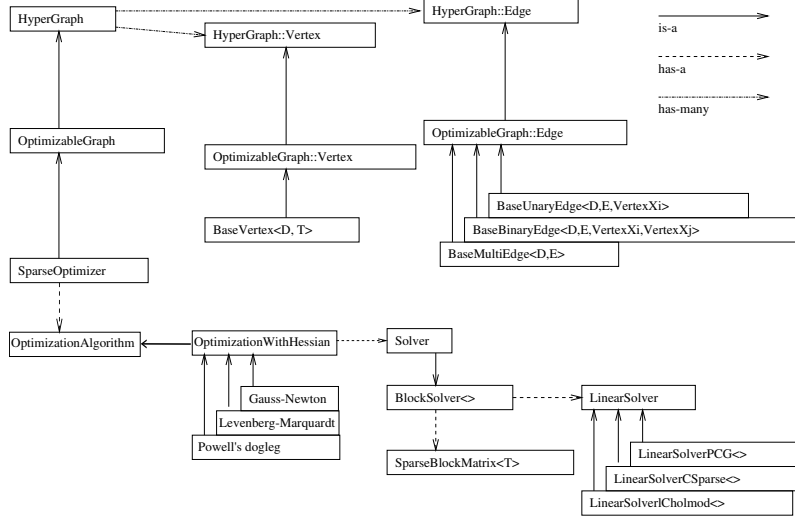 HyperGraph
HyperGraph::Edge
is-a
HyperGraph::Vertex
has-a
has-many
OptimizableGraph
OptimizableGraph::Edge
OptimizableGraph::Vertex
BaseUnaryEdge<D,E,VertexXi>
BaseVertex<D, T>
BaseBinaryEdge<D,E,VertexXi,VertexXj>
BaseMultiEdge<D,E>
SparseOptimizer
OptimizationAlgorithm
OptimizationWithHessian
Solver
Gauss-Newton
BlockSolver<>
LinearSolver
Levenberg-Marquardt
Powell's dogleg
SparseBlockMatrix<T>
LinearSolverPCG<>
LinearSolverCSparse<>
LinearSolverlCholmod<>